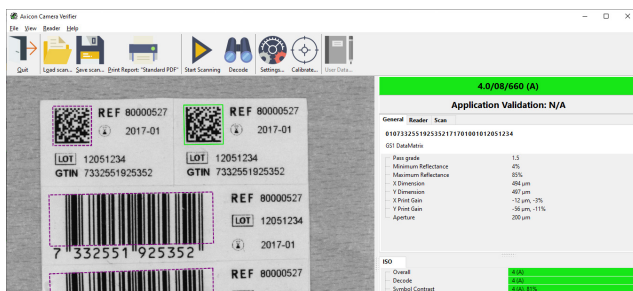 Axicon Camera Verifier
File View Reader Help
Quit Load scan... Save scan... Print Report: "Standard PDF" Start Scanning Decode Settings... Calibrate... User Data...
REF 80000527
2017-01
LOT 12051234
GTIN 7332551925352
REF 80000527
2017-01
LOT 12051234
GTIN 7332551925352
REF 80000527
LOT 12051234
2017-01
7 332551 925352
REF 80000527
4.0/08/660 (A)
Application Validation: N/A
General Reader Scan
0107332551925352171701001012051234
GS1 DataMatrix
Pass grade 1.5
Minimum Reflectance 4%
Maximum Reflectance 85%
X Dimension 494 µm
Y Dimension 497 µm
X Print Gain -12 µm, -3%
Y Print Gain -56 µm, -11%
Aperture 200 µm
ISO
Overall 4 (A)
Decode 4 (A)
Symbol Contrast 4 (A), 81%